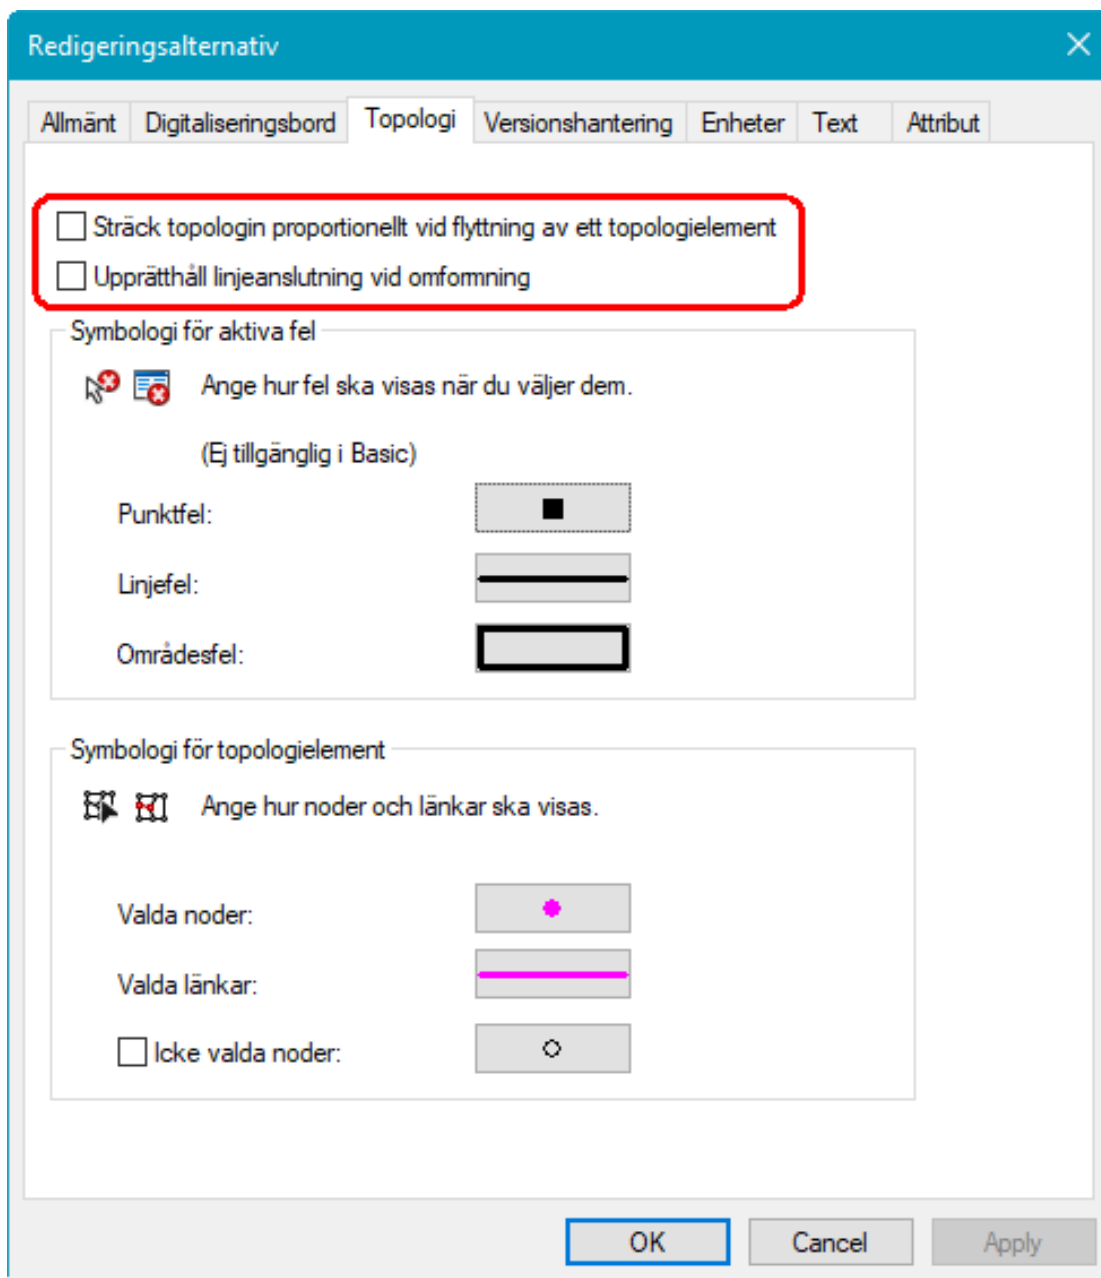 Redigeringsalternativ
Allmänt Digitaliseringsbord Topologi Versionshantering Enheter Text Attribut
Sträck topologin proportionellt vid flyttning av ett topologielement
Upprätthåll linjeanslutning vid omformning
Symbologi för aktiva fel
Ange hur fel ska visas när du väljer dem.
(Ej tillgänglig i Basic)
Punktfel:
Linjefel:
Områdesfel:
Symbologi för topologielement
Ange hur noder och länkar ska visas.
Valda noder:
Valda länkar:
Icke valda noder:
OK Cancel Apply